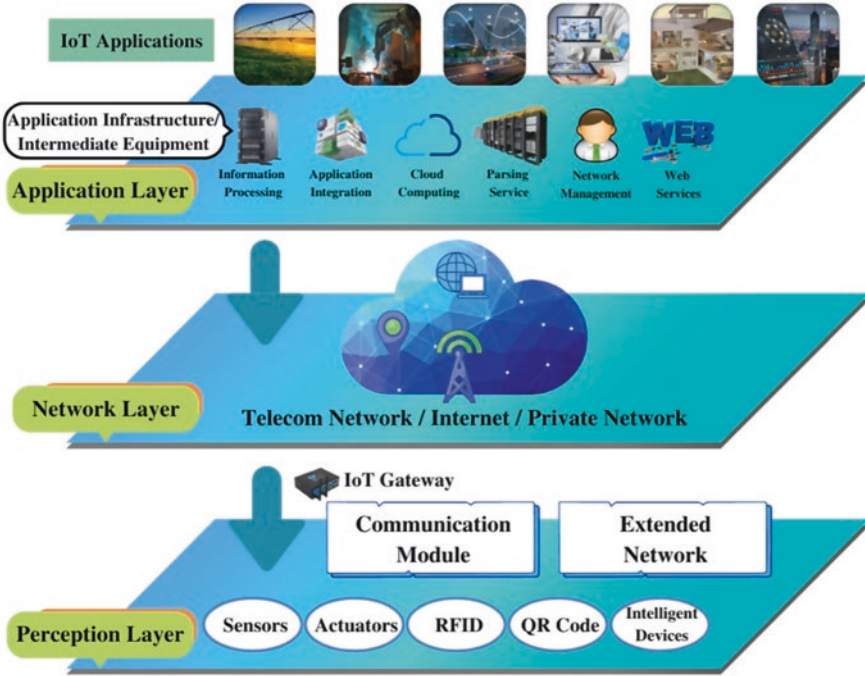 IoT Applications
Application Infrastructure/
Intermediate Equipment
Application Layer
Information
Processing
Application
Integration
Cloud
Computing
Parsing
Service
Network
Management
WEB
Web
Services
Network Layer
Telecom Network / Internet / Private Network
IoT Gateway
Communication
Module
Extended
Network
Perception Layer
Sensors
Actuators
RFID
QR Code
Intelligent
Devices